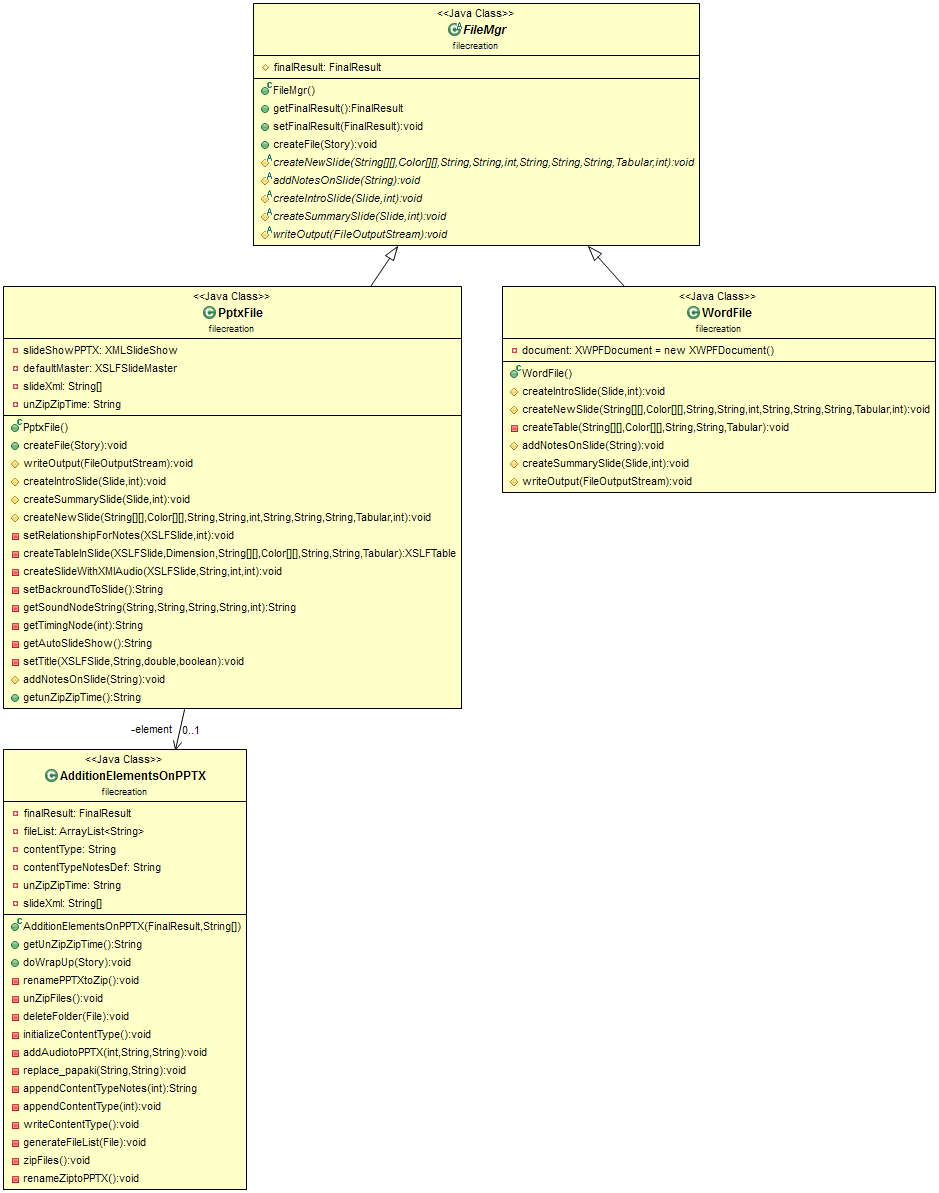 <<Java Class>>
FileMgr
filecreation
finalResult: FinalResult
FileMgr()
getFinalResult():FinalResult
setFinalResult(FinalResult):void
createFile(Story):void
createNewSlide(String[][],Color[][],String,String,int,String,String,String,Tabular,int):void
addNotesOnSlide(String):void
createIntroSlide(Slide,int):void
createSummarySlide(Slide,int):void
writeOutput(FileOutputStream):void
<<Java Class>>
PptxFile
filecreation
slideShowPPTX: XMLSlideShow
defaultMaster: XSLFSlideMaster
slideXml: String[]
unZipZipTime: String
PptxFile()
createFile(Story):void
writeOutput(FileOutputStream):void
createIntroSlide(Slide,int):void
createSummarySlide(Slide,int):void
createNewSlide(String[][],Color[][],String,String,int,String,String,String,Tabular,int):void
setRelationshipForNotes(XSLFSlide,int):void
createTableInSlide(XSLFSlide,Dimension,String[][],Color[][],String,String,Tabular):XSLFTable
createSlideWithXMlAudio(XSLFSlide,String,int,int):void
setBackroundToSlide():String
getSoundNodeString(String,String,String,String,int):String
getTimingNode(int):String
getAutoSlideShow():String
setTitle(XSLFSlide,String,double,boolean):void
addNotesOnSlide(String):void
getunZipZipTime():String
<<Java Class>>
WordFile
filecreation
document: XWPFDocument = new XWPFDocument()
WordFile()
createIntroSlide(Slide,int):void
createNewSlide(String[][],Color[][],String,String,int,String,String,String,Tabular,int):void
createTable(String[][],Color[][],String,String,Tabular):void
addNotesOnSlide(String):void
createSummarySlide(Slide,int):void
writeOutput(FileOutputStream):void
-element 0..1
<<Java Class>>
AdditionElementsOnPPTX
filecreation
finalResult: FinalResult
fileList: ArrayList<String>
contentType: String
contentTypeNotesDef: String
unZipZipTime: String
slideXml: String[]
AdditionElementsOnPPTX(FinalResult,String[])
getUnZipZipTime():String
doWrapUp(Story):void
renamePPTXtoZip():void
unZipFiles():void
deleteFolder(File):void
initializeContentType():void
addAudiotoPPTX(int,String,String):void
replace_papaki(String,String):void
appendContentTypeNotes(int):String
appendContentType(int):void
writeContentType():void
generateFileList(File):void
zipFiles():void
renameZiptoPPTX():void